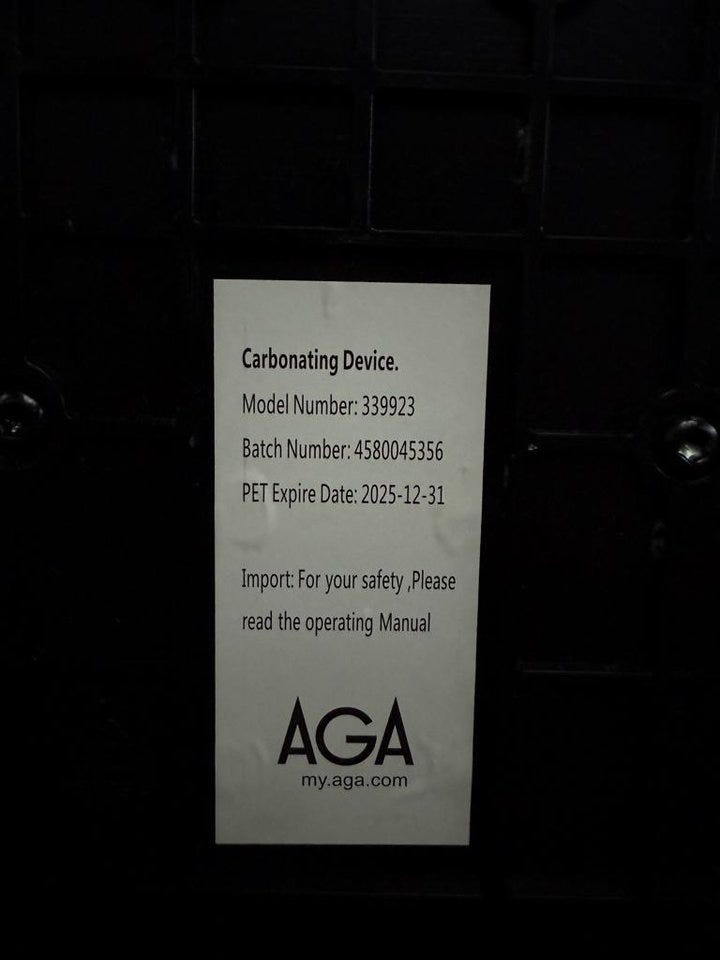 Carbonating Device.
Model Number: 339923
Batch Number: 4580045356
PET Expire Date: 2025-12-31
Import: For your safety ,Please
read the operating Manual
AGA
my.aga.com